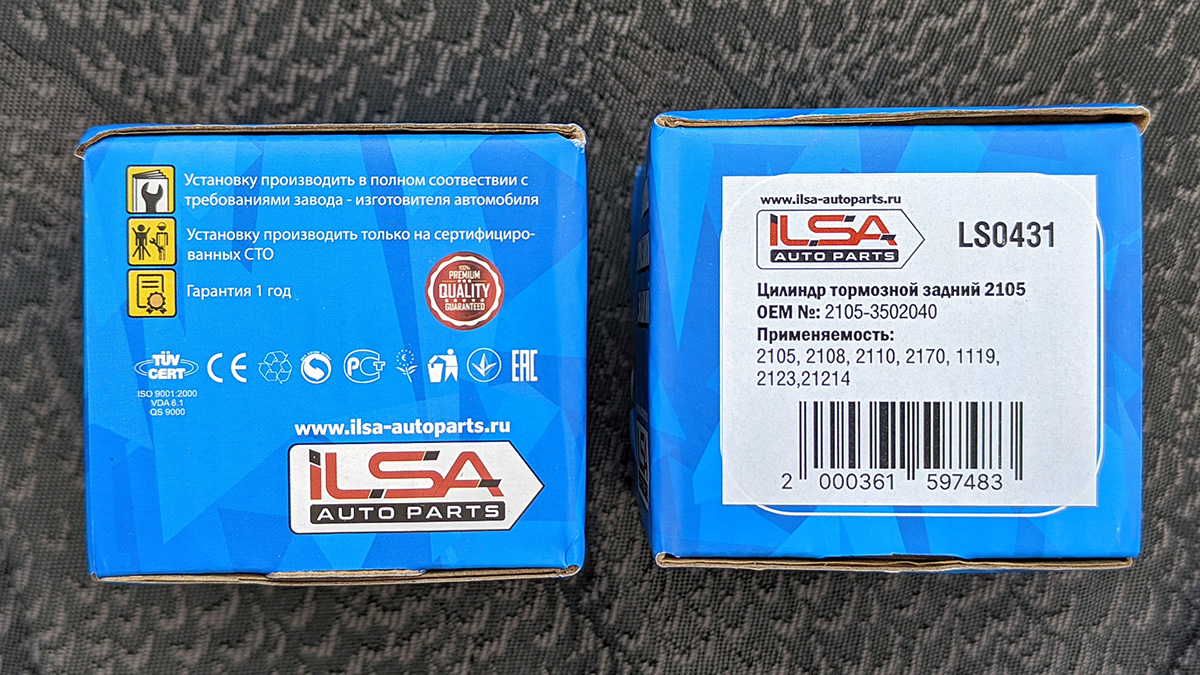 Установку производить в полном соотвествии с
требованиями завода - изготовителя автомобиля
Установку производить только на сертифициро-
ванных СТО
Гарантия 1 год
100%
PREMIUM
QUALITY
GUARANTEED
TÜV
CERT
ISO 9001:2000
VDA 6.1
QS 9000
CE
РСТ
EAC
www.ilsa-autoparts.ru
iLSA
AUTO PARTS
www.ilsa-autoparts.ru
iLSA
AUTO PARTS
LS0431
Цилиндр тормозной задний 2105
OEM №: 2105-3502040
Применяемость:
2105, 2108, 2110, 2170, 1119,
2123,21214
2 000361 597483